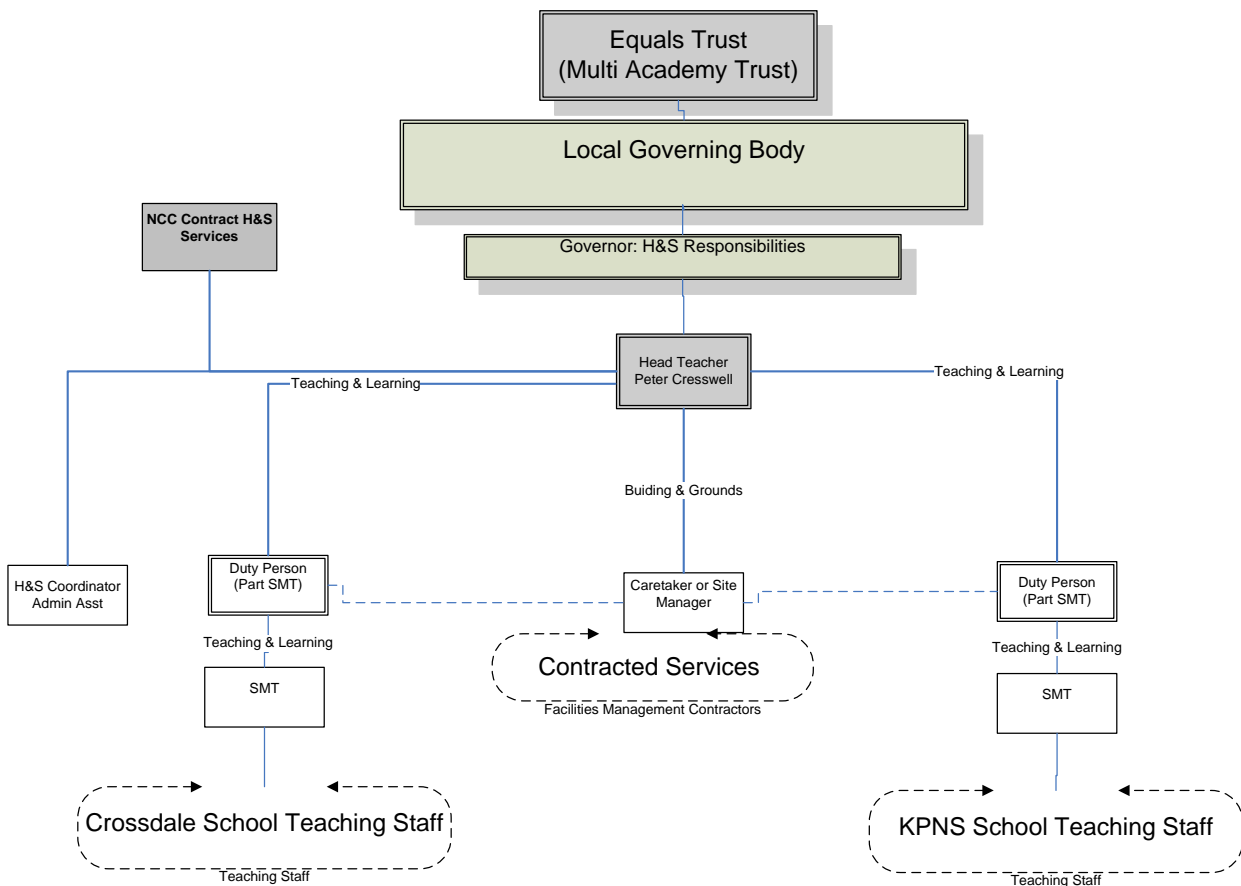 Equals Trust
(Multi Academy Trust)
Local Governing Body
NCC Contract H&S
Services
Governor: H&S Responsibilities
Head Teacher
Peter Cresswell
Teaching & Learning
Teaching & Learning
Buiding & Grounds
H&S Coordinator
Admin Asst
Duty Person
(Part SMT)
Caretaker or Site
Manager
Duty Person
(Part SMT)
Teaching & Learning
Contracted Services
Facilities Management Contractors
Teaching & Learning
SMT
SMT
Crossdale School Teaching Staff
Teaching Staff
KPNS School Teaching Staff
Teaching Staff